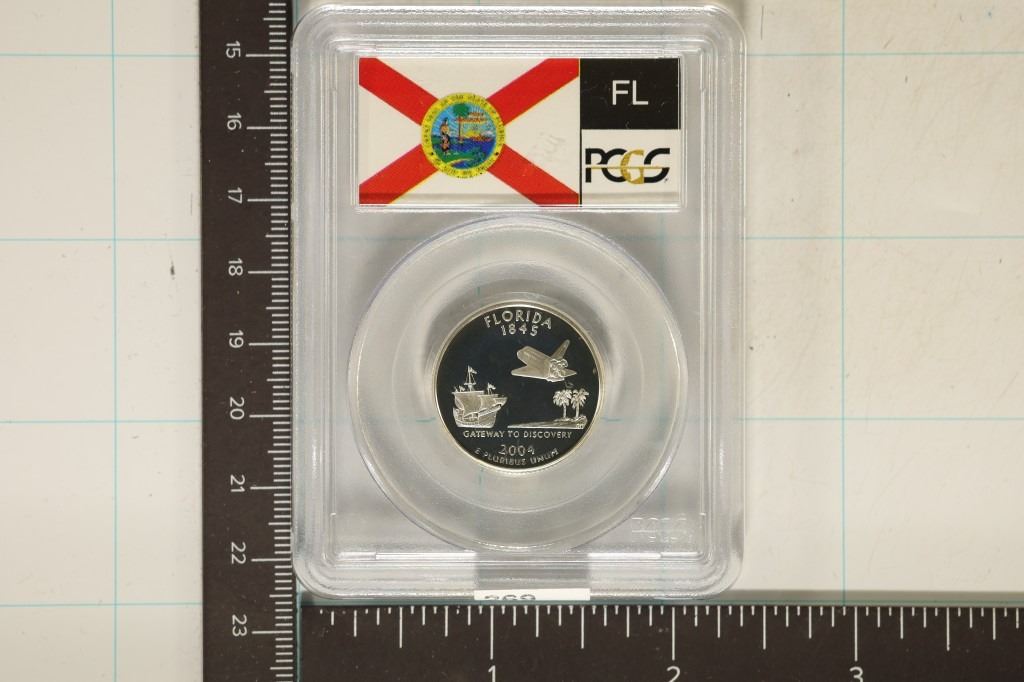 FL
PCGS
FLORIDA
1845
GATEWAY TO DISCOVERY
2004
E PLURIBUS UNUM
PCGS
15
16
17
18
19
20
21
22
23
1 2 3